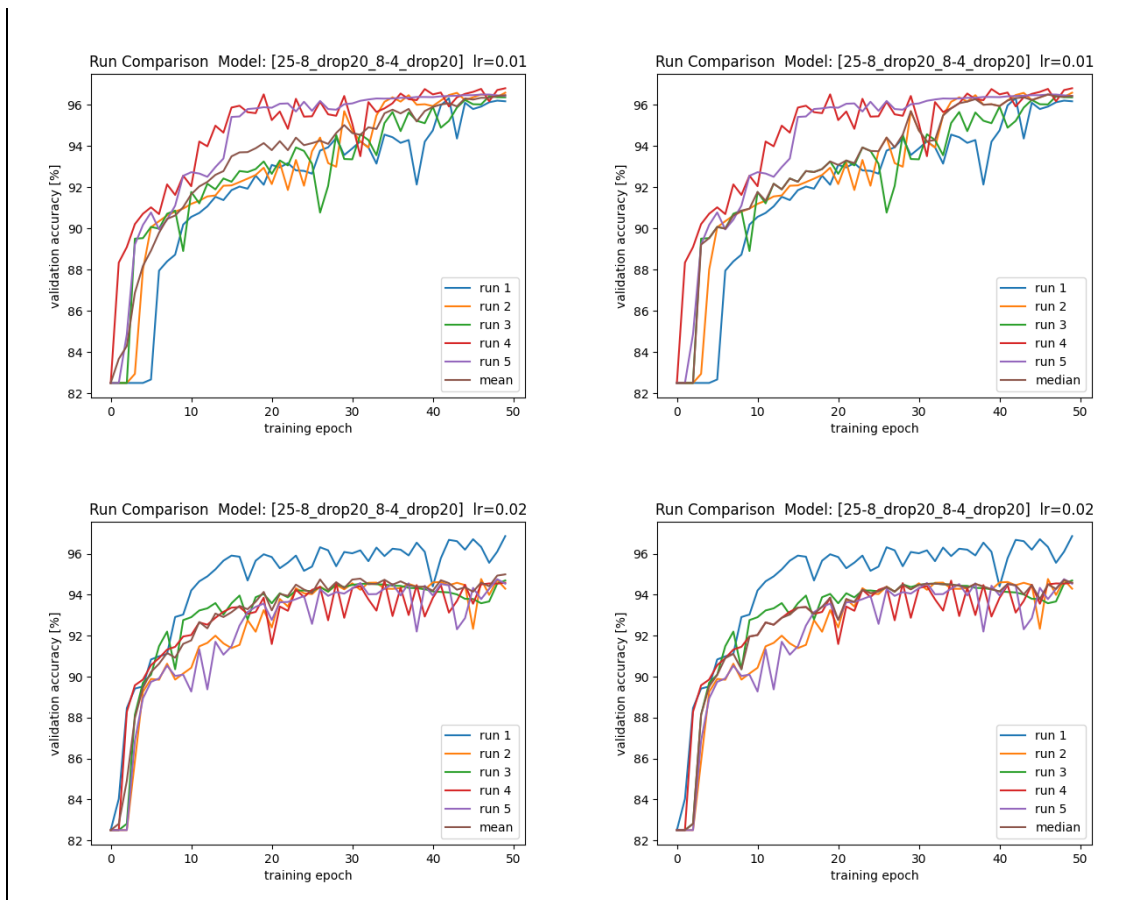 Run Comparison  Model: [25-8_drop20_8-4_drop20]  lr=0.01
validation accuracy [%]
96
94
92
90
88
86
84
82
run 1
run 2
run 3
run 4
run 5
mean
0 10 20 30 40 50
training epoch
Run Comparison  Model: [25-8_drop20_8-4_drop20]  lr=0.01
validation accuracy [%]
96
94
92
90
88
86
84
82
run 1
run 2
run 3
run 4
run 5
median
0 10 20 30 40 50
training epoch
Run Comparison  Model: [25-8_drop20_8-4_drop20]  lr=0.02
validation accuracy [%]
96
94
92
90
88
86
84
82
run 1
run 2
run 3
run 4
run 5
mean
0 10 20 30 40 50
training epoch
Run Comparison  Model: [25-8_drop20_8-4_drop20]  lr=0.02
validation accuracy [%]
96
94
92
90
88
86
84
82
run 1
run 2
run 3
run 4
run 5
median
0 10 20 30 40 50
training epoch